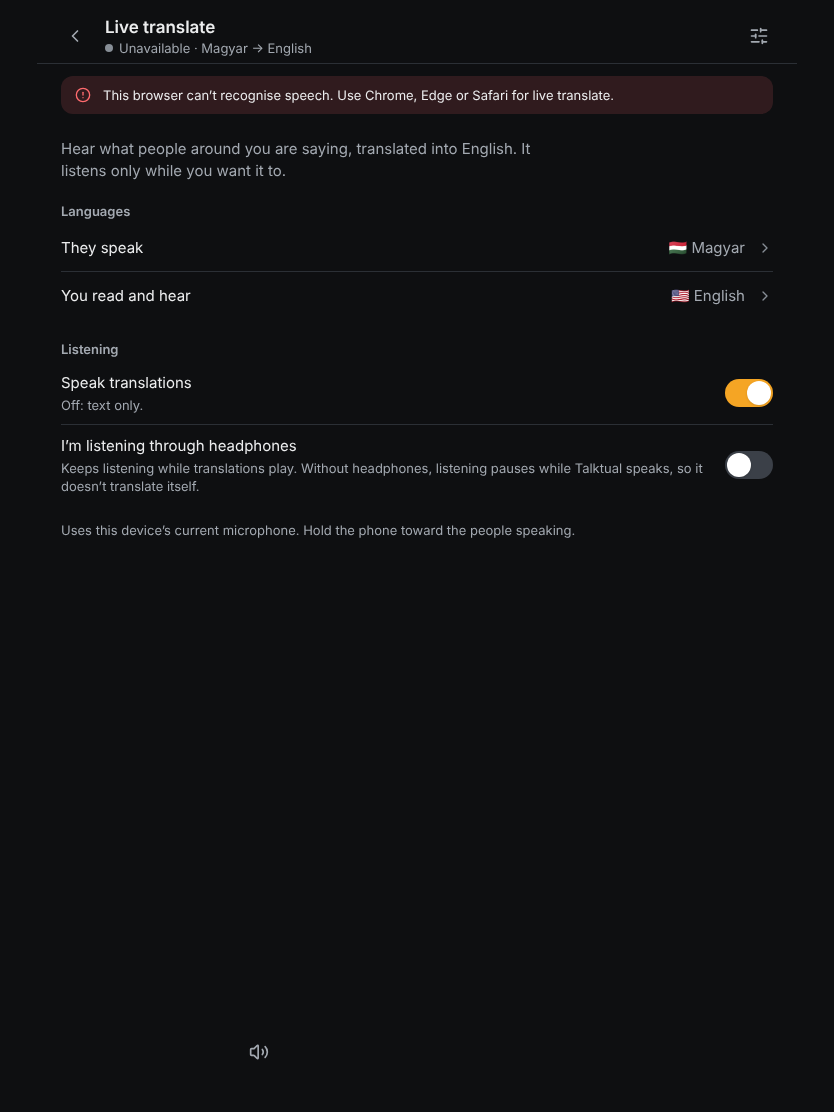 Live translate
Unavailable · Magyar → English
This browser can’t recognise speech. Use Chrome, Edge or Safari for live translate.
Hear what people around you are saying, translated into English. It
listens only while you want it to.
Languages
They speak
🇭🇺 Magyar
You read and hear
🇺🇸 English
Listening
Speak translations
Off: text only.
I’m listening through headphones
Keeps listening while translations play. Without headphones, listening pauses while Talktual speaks, so it
doesn’t translate itself.
Uses this device’s current microphone. Hold the phone toward the people speaking.